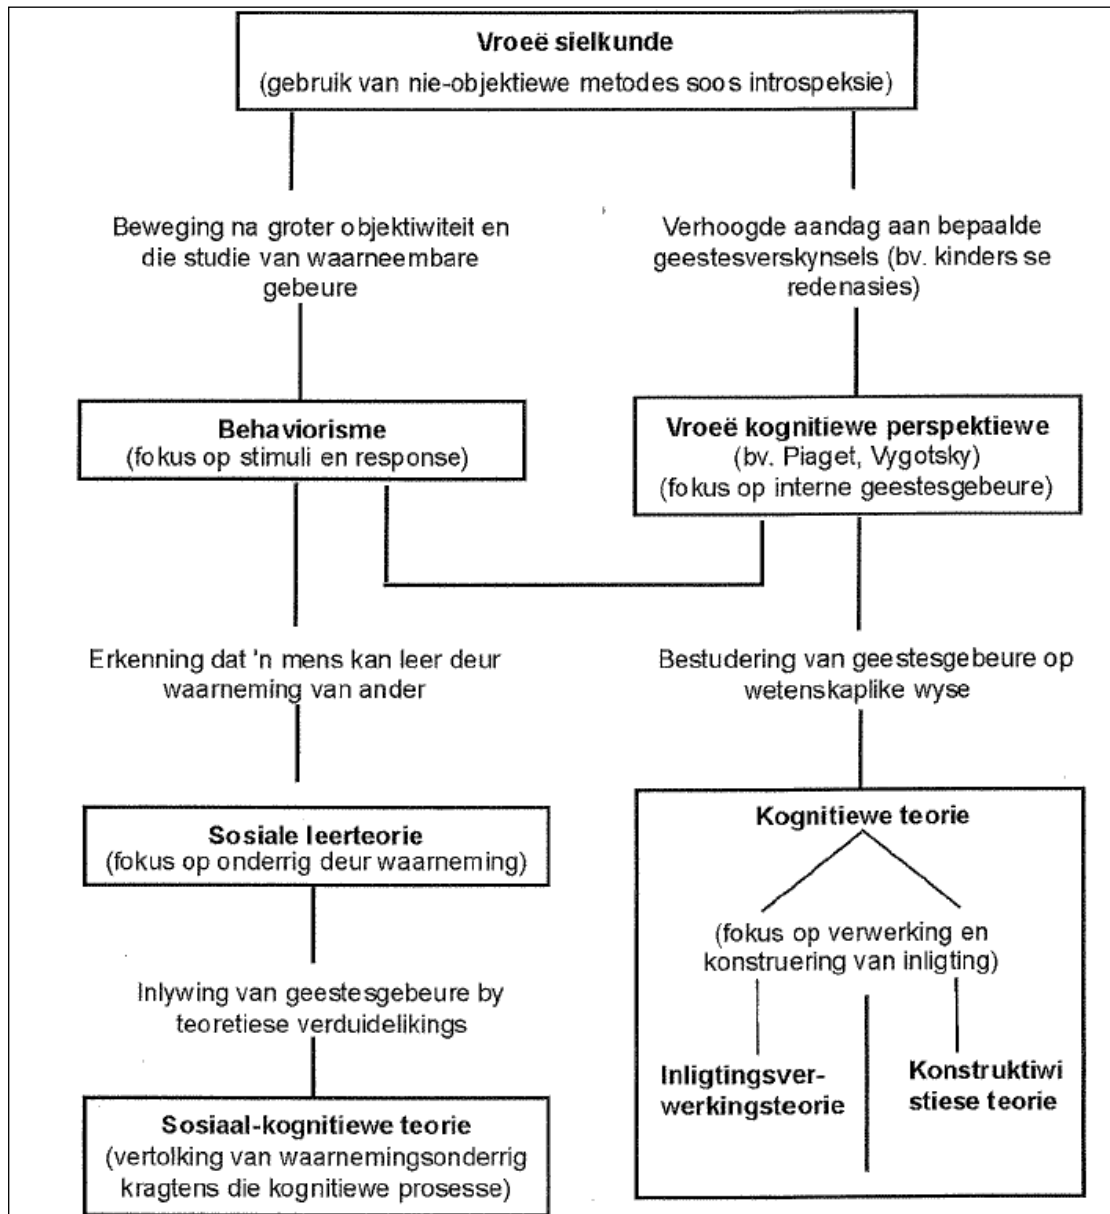 Vroeë sielkunde
(gebruik van nie-objektiewe metodes soos introspeksie)
Beweging na groter objektiwiteit en
die studie van waarneembare
gebeure
Verhoogde aandag aan bepaalde
geestesverskynsels (bv. kinders se
redenasies)
Behaviorisme
(fokus op stimuli en response)
Vroeë kognitiewe perspektiewe
(bv. Piaget, Vygotsky)
(fokus op interne geestesgebeure)
Erkenning dat 'n mens kan leer deur
waarneming van ander
Bestudering van geestesgebeure op
wetenskaplike wyse
Sosiale leerteorie
(fokus op onderrig deur waarneming)
Kognitiewe teorie
(fokus op verwerking en
konstruering van inligting)
Inligtingsver-
werkingsteorie
Konstruktiwi
stiese teorie
Inlywing van geestesgebeure by
teoretiese verduidelikings
Sosiaal-kognitiewe teorie
(vertolking van waarnemingsonderrig
kragtens die kognitiewe prosesse)